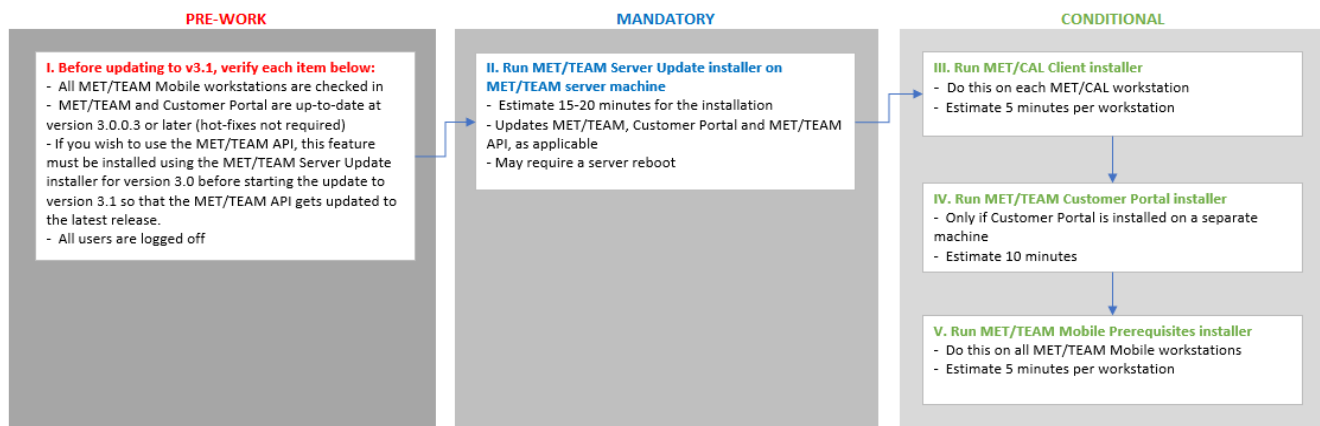 PRE-WORK
I. Before updating to v3.1, verify each item below:
- All MET/TEAM Mobile workstations are checked in
- MET/TEAM and Customer Portal are up-to-date at
version 3.0.0.3 or later (hot-fixes not required)
- If you wish to use the MET/TEAM API, this feature
must be installed using the MET/TEAM Server Update
installer for version 3.0 before starting the update to
version 3.1 so that the MET/TEAM API gets updated to
the latest release.
- All users are logged off
MANDATORY
II. Run MET/TEAM Server Update installer on
MET/TEAM server machine
- Estimate 15-20 minutes for the installation
- Updates MET/TEAM, Customer Portal and MET/TEAM
API, as applicable
- May require a server reboot
CONDITIONAL
III. Run MET/CAL Client installer
- Do this on each MET/CAL workstation
- Estimate 5 minutes per workstation
IV. Run MET/TEAM Customer Portal installer
- Only if Customer Portal is installed on a separate
machine
- Estimate 10 minutes
V. Run MET/TEAM Mobile Prerequisites installer
- Do this on all MET/TEAM Mobile workstations
- Estimate 5 minutes per workstation